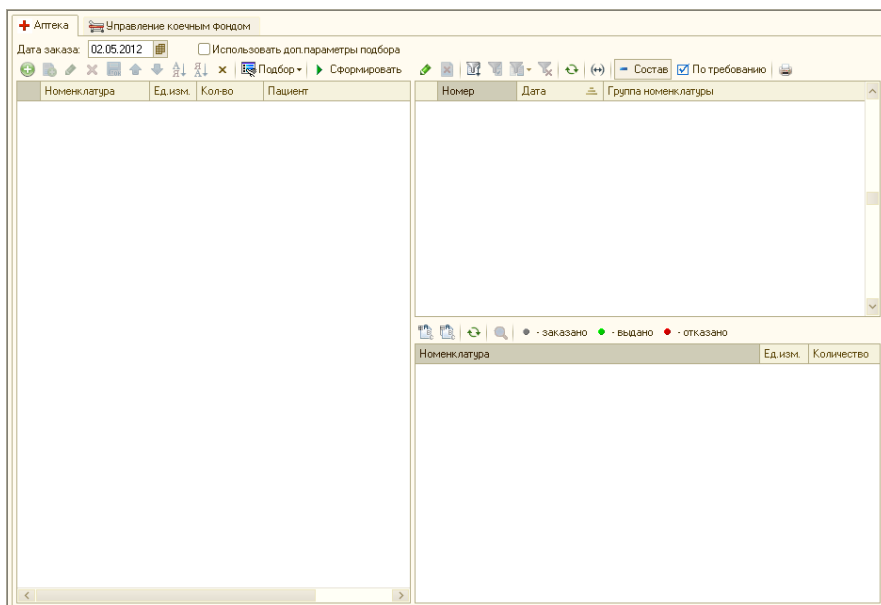 Аптека Управление коечным фондом
Дата заказа: 02.05.2012 Использовать доп.параметры подбора
Подбор Сформировать Состав По требованию
Номенклатура Ед.изм. Кол-во Пациент Номер Дата Группа номенклатуры
- заказано - выдано - отказано
Номенклатура Ед.изм. Количество